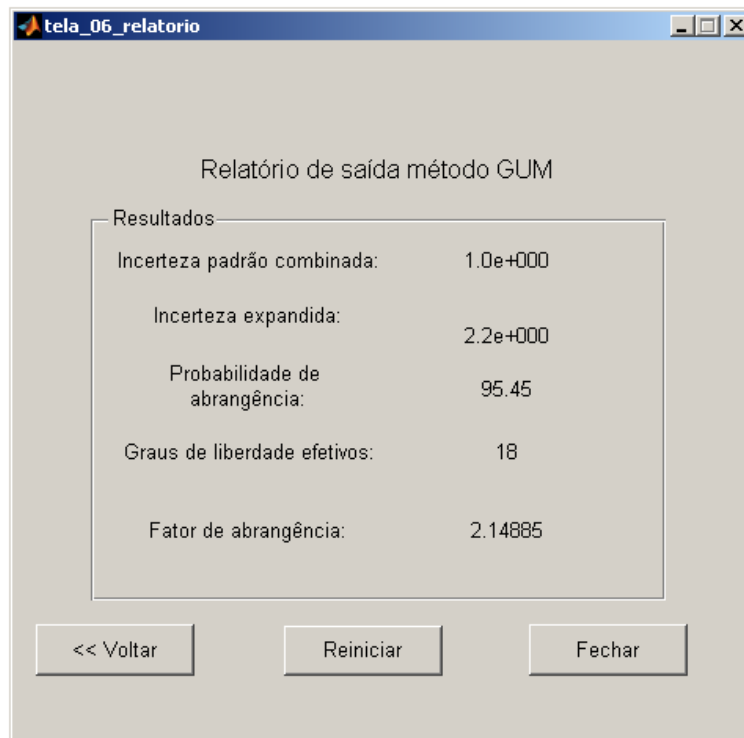 tela_06_relatorio
Relatório de saída método GUM
Resultados
Incerteza padrão combinada: 1.0e+000
Incerteza expandida:
2.2e+000
Probabilidade de
abrangência:
95.45
Graus de liberdade efetivos: 18
Fator de abrangência: 2.14885
<< Voltar Reiniciar Fechar